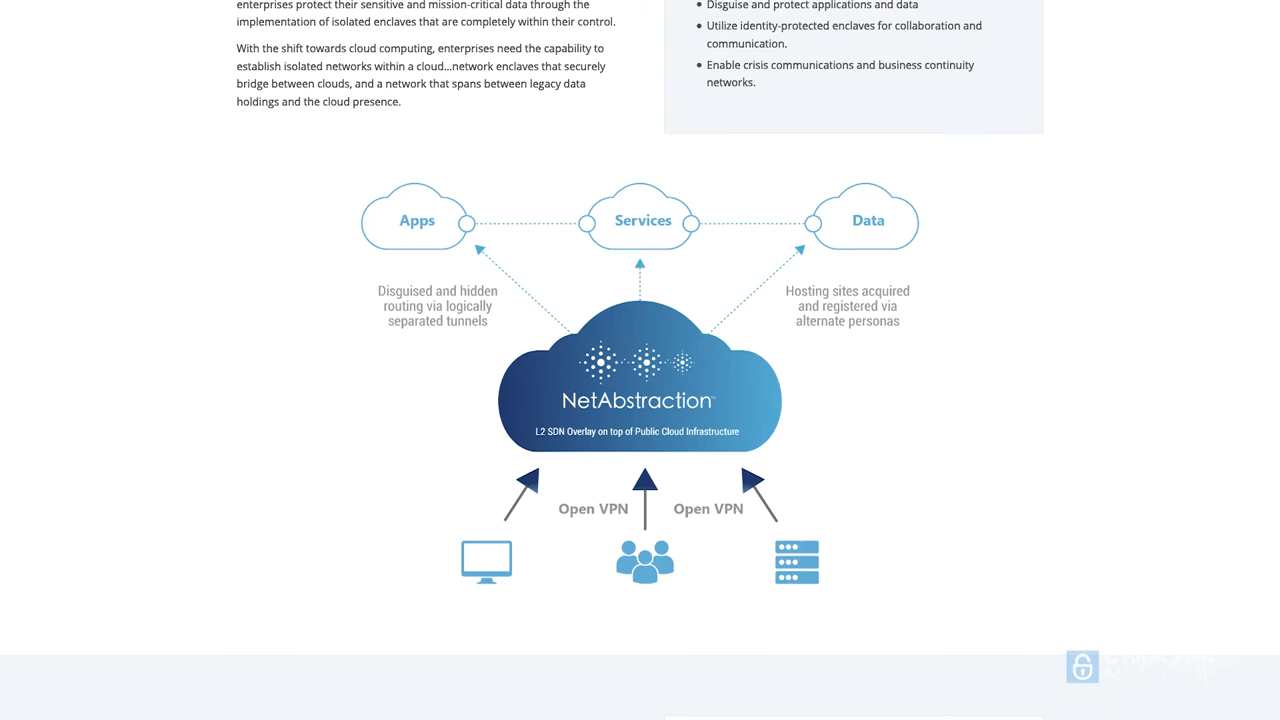 enterprises protect their sensitive and mission-critical data through the
implementation of isolated enclaves that are completely within their control.
With the shift towards cloud computing, enterprises need the capability to
establish isolated networks within a cloud...network enclaves that securely
bridge between clouds, and a network that spans between legacy data
holdings and the cloud presence.
• Disguise and protect applications and data
• Utilize identity-protected enclaves for collaboration and
communication.
• Enable crisis communications and business continuity
networks.
Apps
Services
Data
Disguised and hidden
routing via logically
separated tunnels
Hosting sites acquired
and registered via
alternate personas
NetAbstraction™
L2 SDN Overlay on top of Public Cloud Infrastructure
Open VPN
Open VPN